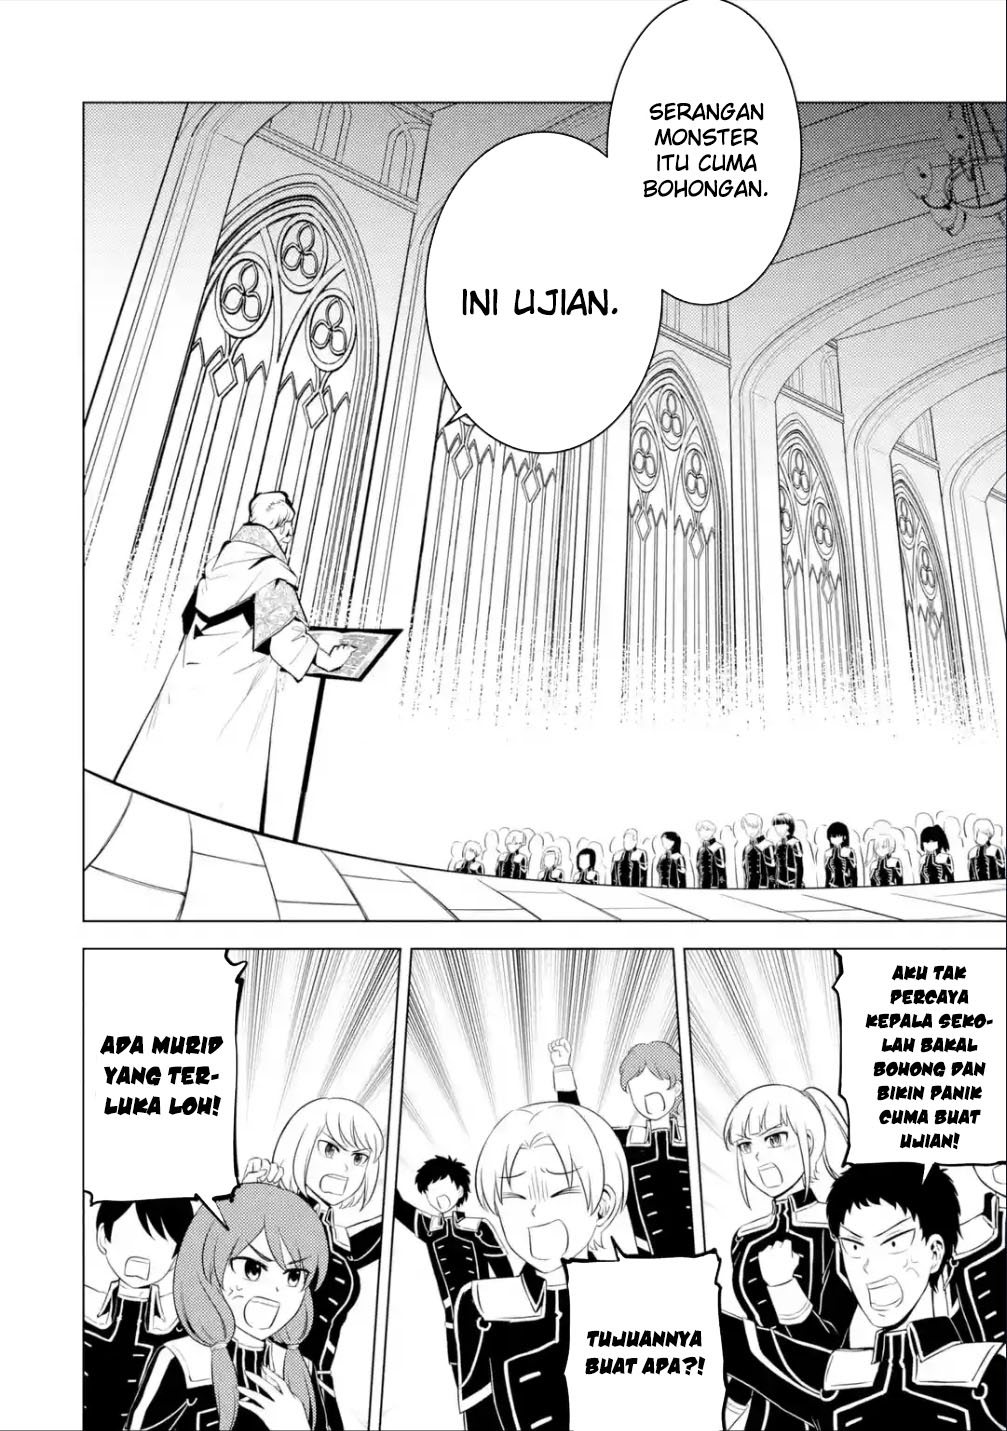 SERANGAN
MONSTER
ITU CUMA
BOHONGAN.
INI UJIAN.
AKU TAK
PERCAYA
KEPALA SEKO-
LAH BAKAL
BOHONG DAN
BIKIN PANIK
CUMA BUAT
UJIAN!
TUJUANNYA
BUAT APA?!
ADA MURID
YANG TER-
LUKA LOH!